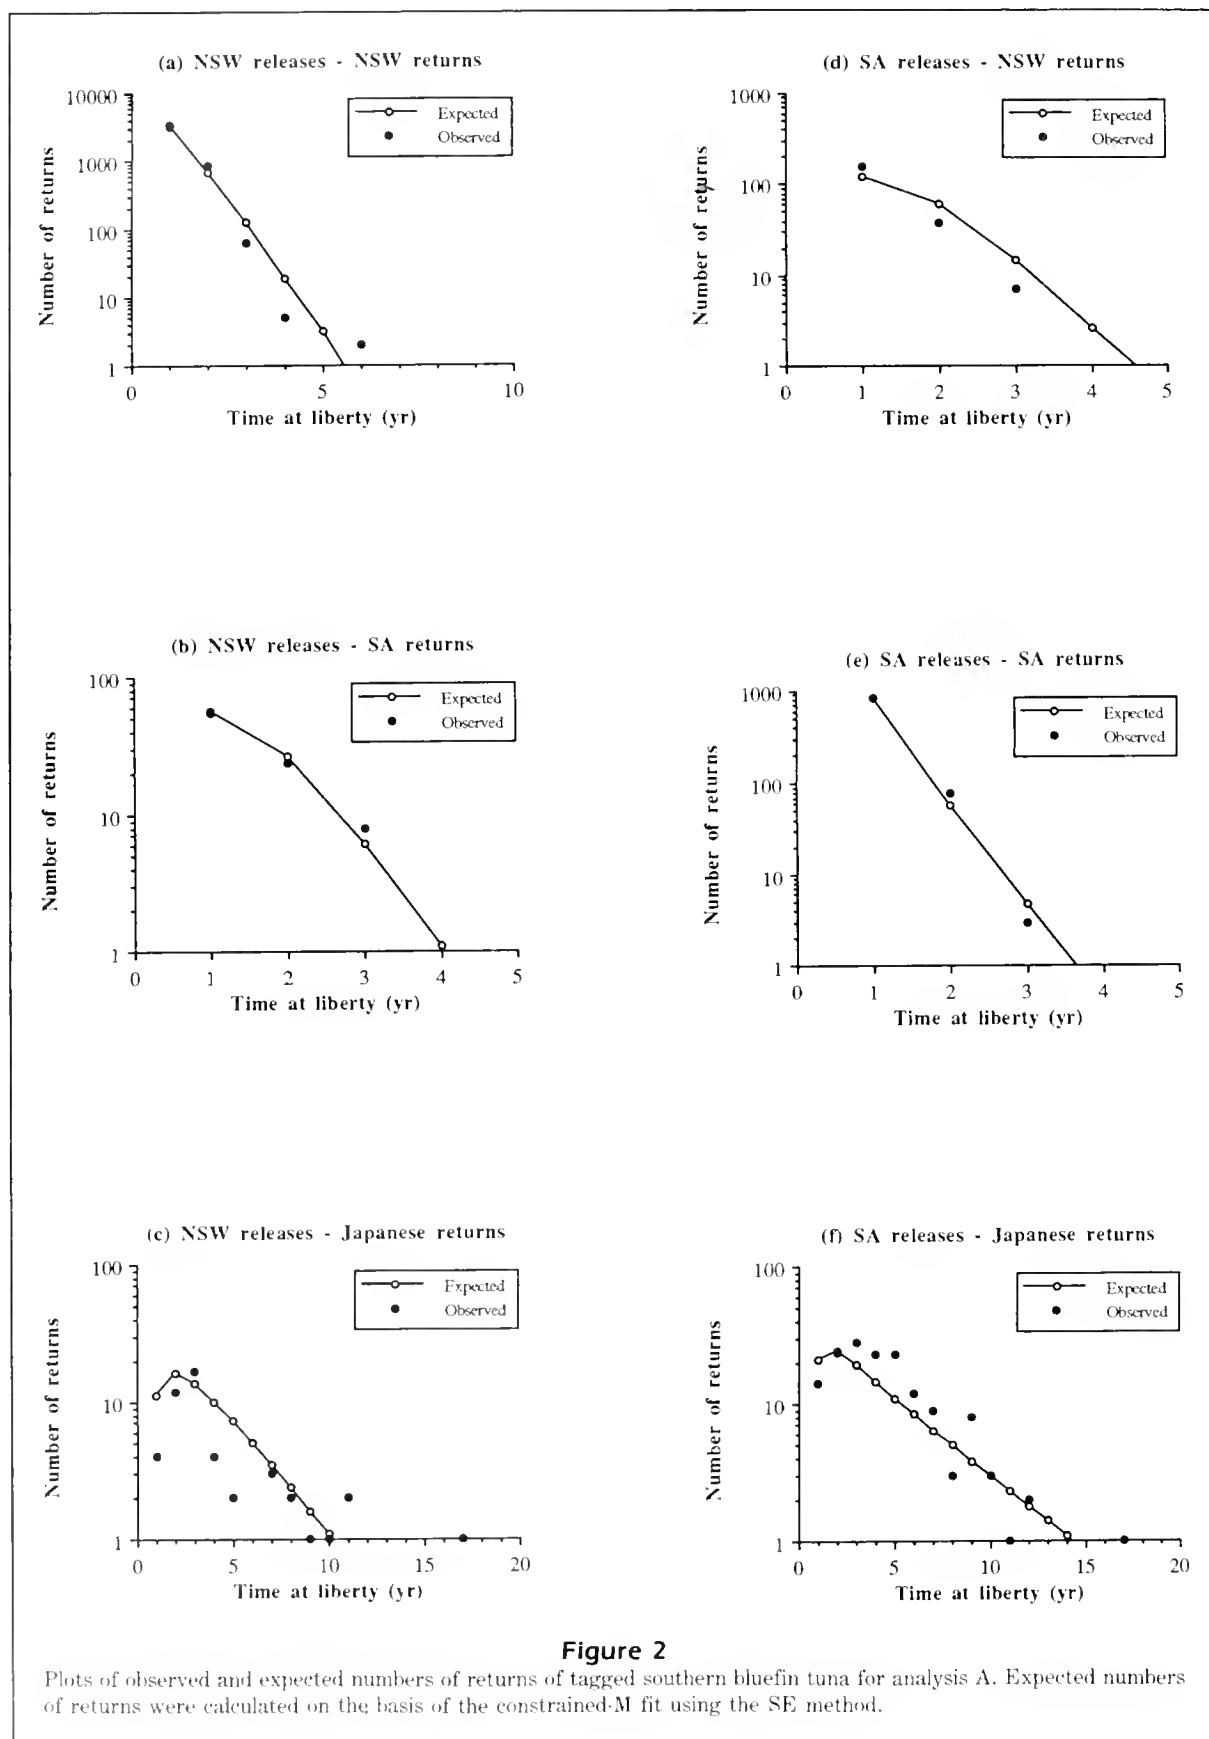 (a) NSW releases - NSW returns
10000
1000
100
10
1
Number of returns
Expected
Observed
0 5 10
Time at liberty (yr)
(b) NSW releases - SA returns
100
10
1
Number of returns
Expected
Observed
0 1 2 3 4 5
Time at liberty (yr)
(c) NSW releases - Japanese returns
100
10
1
Number of returns
Expected
Observed
0 5 10 15 20
Time at liberty (yr)
(d) SA releases - NSW returns
1000
100
10
1
Number of returns
Expected
Observed
0 1 2 3 4 5
Time at liberty (yr)
(e) SA releases - SA returns
1000
100
10
1
Number of returns
Expected
Observed
0 1 2 3 4 5
Time at liberty (yr)
(f) SA releases - Japanese returns
100
10
1
Number of returns
Expected
Observed
0 5 10 15 20
Time at liberty (yr)
Figure 2
Plots of observed and expected numbers of returns of tagged southern bluefin tuna for analysis A. Expected numbers
of returns were calculated on the basis of the constrained-M fit using the SE method.